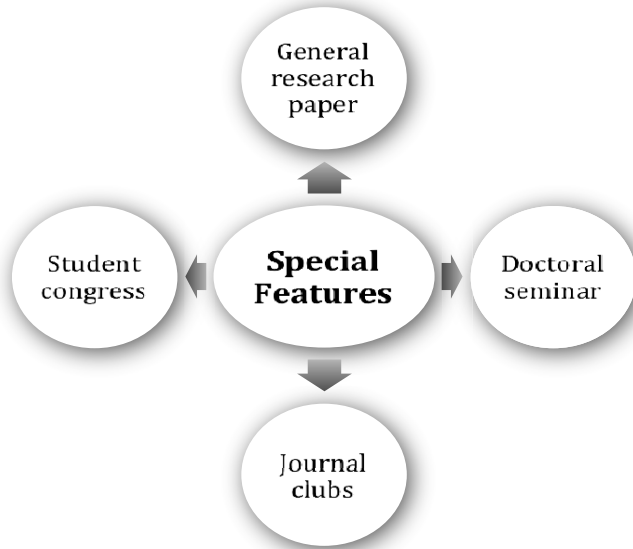 General
research
paper
Student
congress
Special
Features
Doctoral
seminar
Journal
clubs